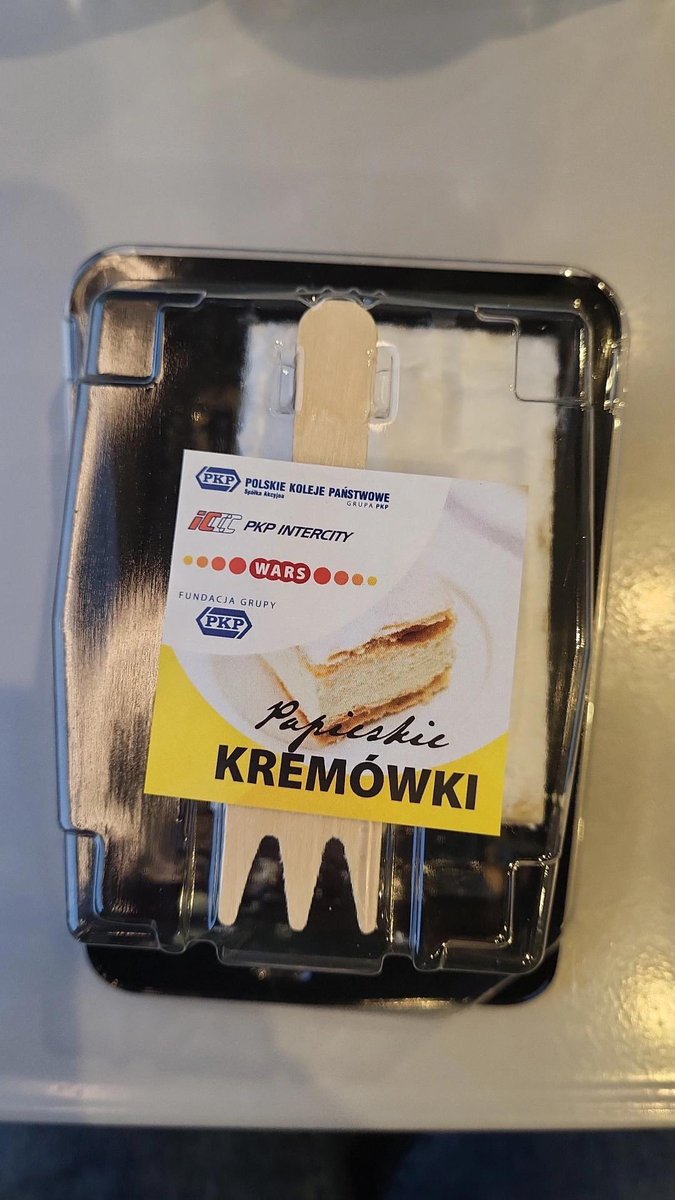 PKP POLSKIE KOLEJE PAŃSTWOWE
Spółka Akcyjna
GRUPA PKP
iC PKP INTERCITY
WARS
FUNDACJA GRUPY
PKP
Papieskie
KREMÓWKI